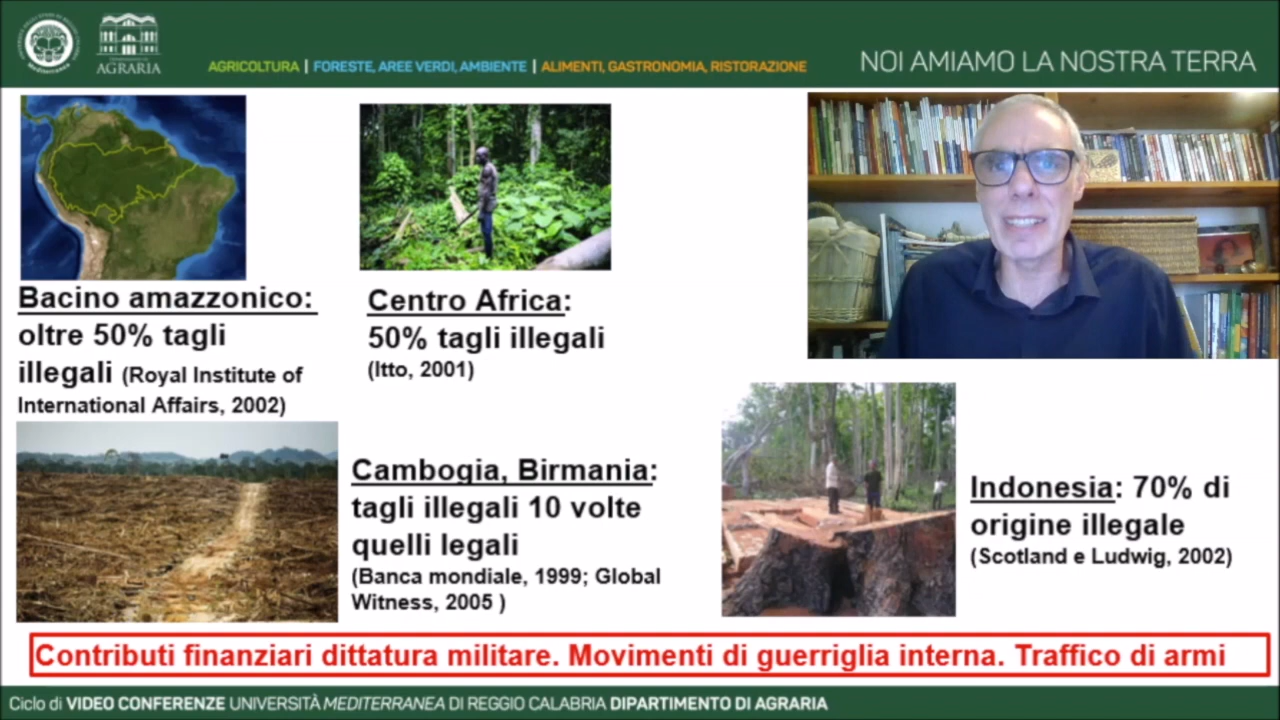 AGRARIA
AGRICOLTURA | FORESTE, AREE VERDI, AMBIENTE | ALIMENTI, GASTRONOMIA, RISTORAZIONE
NOI AMIAMO LA NOSTRA TERRA
Bacino amazzonico:
oltre 50% tagli
illegali (Royal Institute of
International Affairs, 2002)
Centro Africa:
50% tagli illegali
(Itto, 2001)
Cambogia, Birmania:
tagli illegali 10 volte
quelli legali
(Banca mondiale, 1999; Global
Witness, 2005 )
Indonesia: 70% di
origine illegale
(Scotland e Ludwig, 2002)
Contributi finanziari dittatura militare. Movimenti di guerriglia interna. Traffico di armi
Ciclo di VIDEO CONFERENZE UNIVERSITÀ MEDITERRANEA DI REGGIO CALABRIA DIPARTIMENTO DI AGRARIA